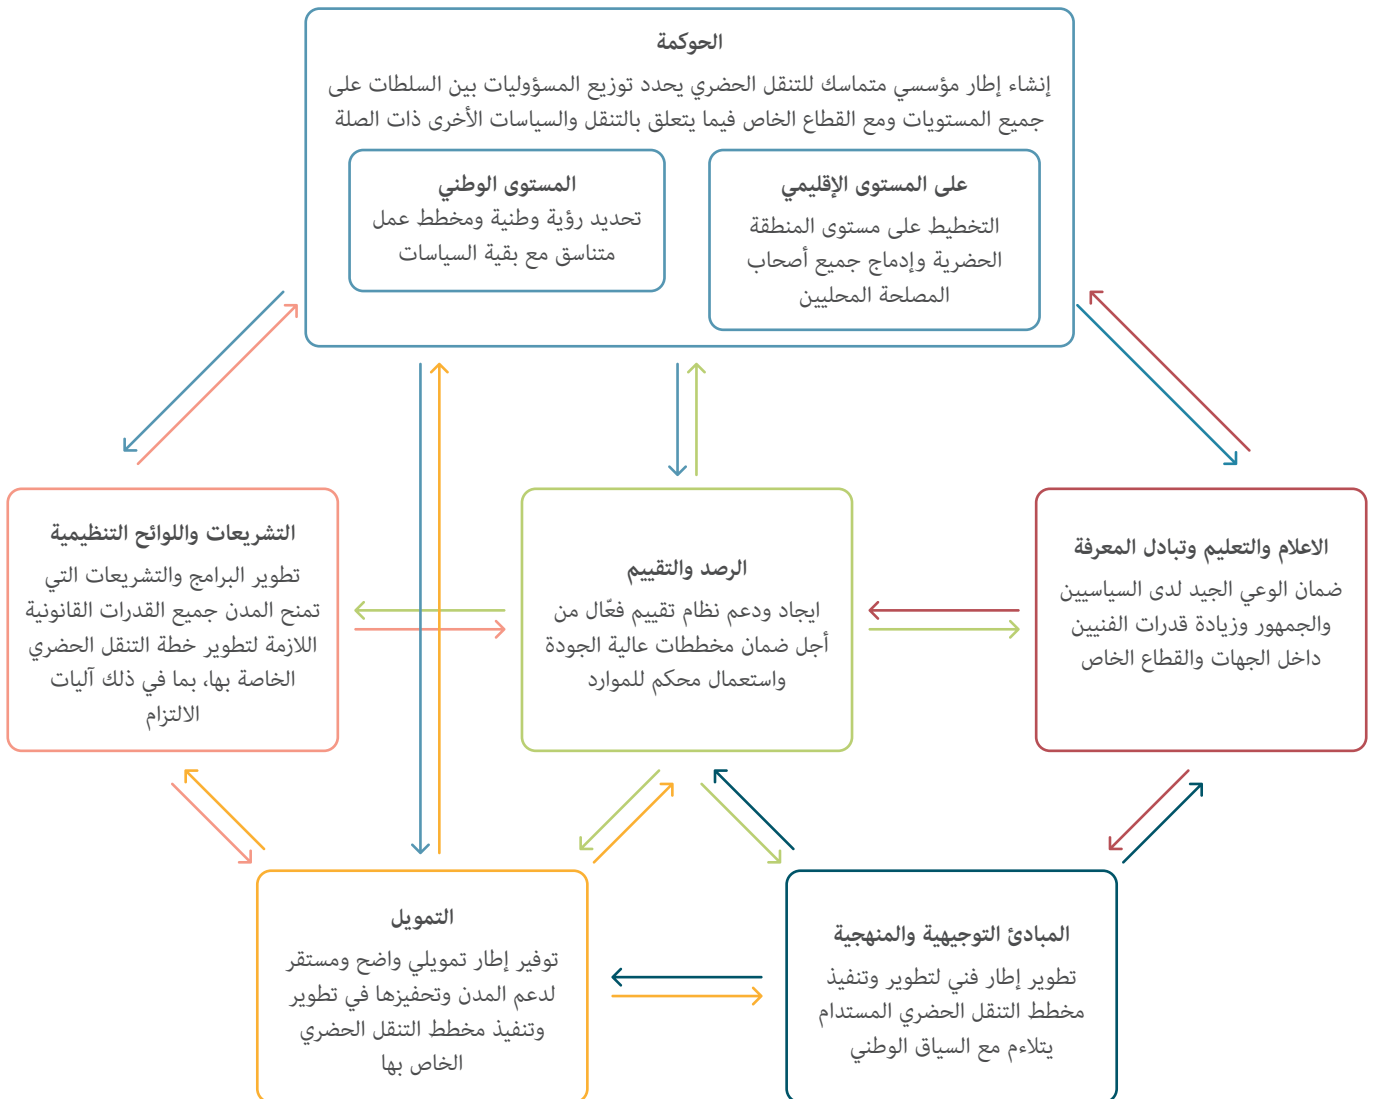 الحوكمة
إنشاء إطار مؤسسي متماسك للتنقل الحضري يحدد توزيع المسؤوليات بين السلطات على
جميع المستويات ومع القطاع الخاص فيما يتعلق بالتنقل والسياسات الأخرى ذات الصلة
على المستوى الإقليمي
التخطيط على مستوى المنطقة
الحضرية وإدماج جميع أصحاب
المصلحة المحليين
المستوى الوطني
تحديد رؤية وطنية ومخطط عمل
متناسق مع بقية السياسات
الاعلام والتعليم وتبادل المعرفة
ضمان الوعي الجيد لدى السياسيين
والجمهور وزيادة قدرات الفنيين
داخل الجهات والقطاع الخاص
الرصد والتقييم
ايجاد ودعم نظام تقييم فعّال من
أجل ضمان مخططات عالية الجودة
واستعمال محكم للموارد
التشريعات واللوائح التنظيمية
تطوير البرامج والتشريعات التي
تمنح المدن جميع القدرات القانونية
اللازمة لتطوير خطة التنقل الحضري
الخاصة بها، بما في ذلك آليات
الالتزام
المبادئ التوجيهية والمنهجية
تطوير إطار فني لتطوير وتنفيذ
مخطط التنقل الحضري المستدام
يتلاءم مع السياق الوطني
التمويل
توفير إطار تمويلي واضح ومستقر
لدعم المدن وتحفيزها في تطوير
وتنفيذ مخطط التنقل الحضري
الخاص بها